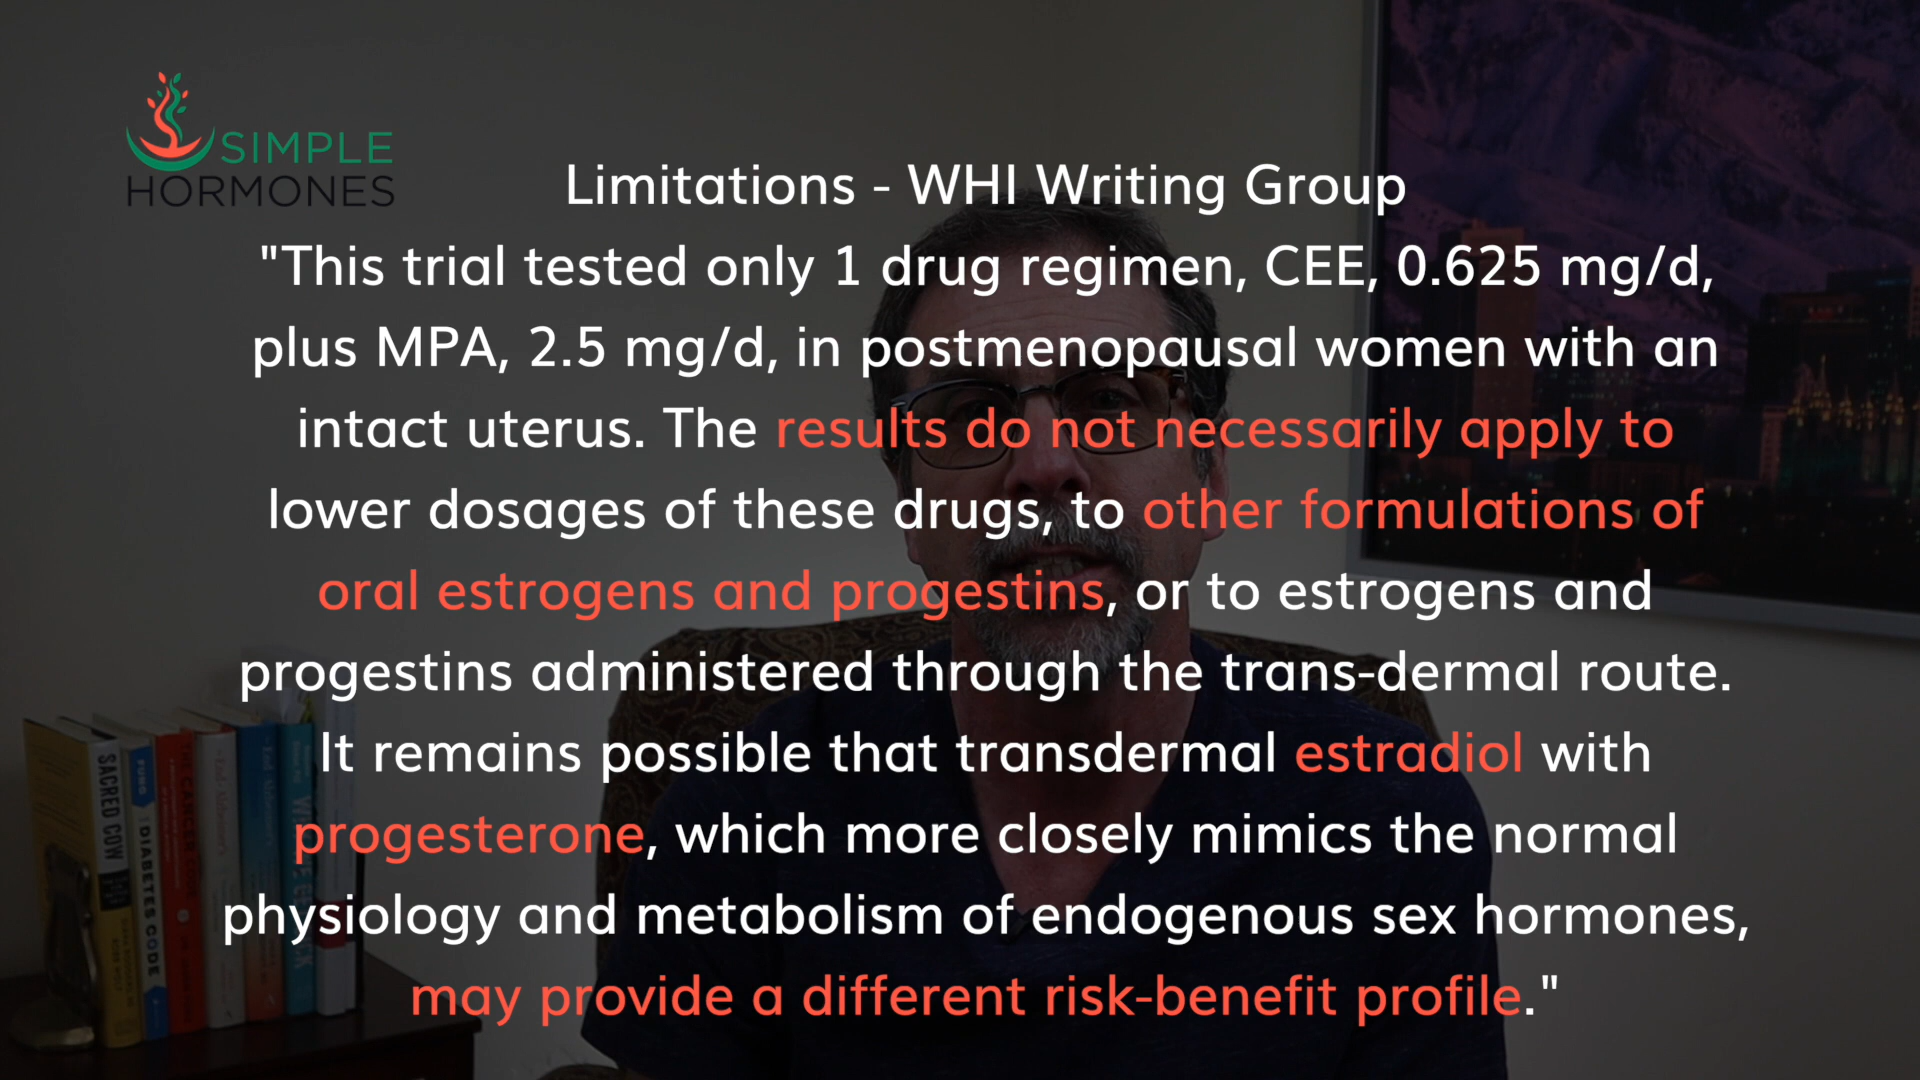 SIMPLE
HORMONES
Limitations - WHI Writing Group
"This trial tested only 1 drug regimen, CEE, 0.625 mg/d,
plus MPA, 2.5 mg/d, in postmenopausal women with an
intact uterus. The results do not necessarily apply to
lower dosages of these drugs, to other formulations of
oral estrogens and progestins, or to estrogens and
progestins administered through the trans-dermal route.
It remains possible that transdermal estradiol with
progesterone, which more closely mimics the normal
physiology and metabolism of endogenous sex hormones,
may provide a different risk-benefit profile."
SACRED COW
FUNG
DIABETES CODE